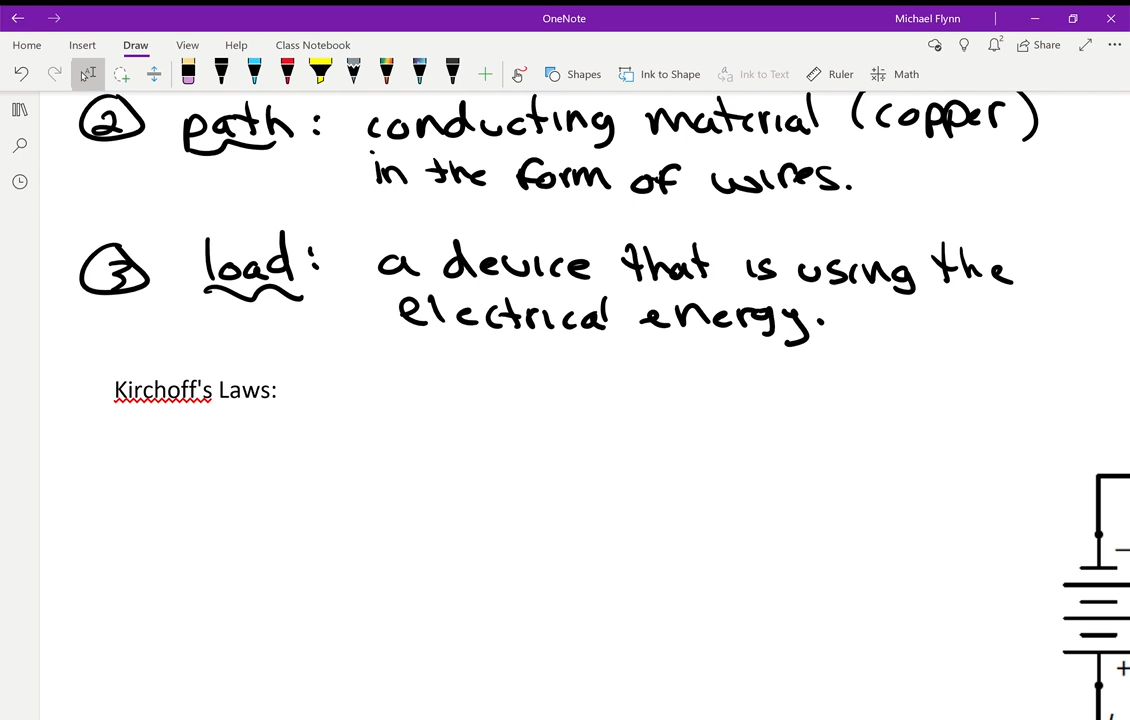 OneNote
Michael Flynn
Home Insert Draw View Help Class Notebook
2 Share
Shapes Ink to Shape Ink to Text Ruler Math
② path: conducting material (copper)
in the form of wires.
③ load: a device that is using the
electrical energy.
Kirchoff's Laws: